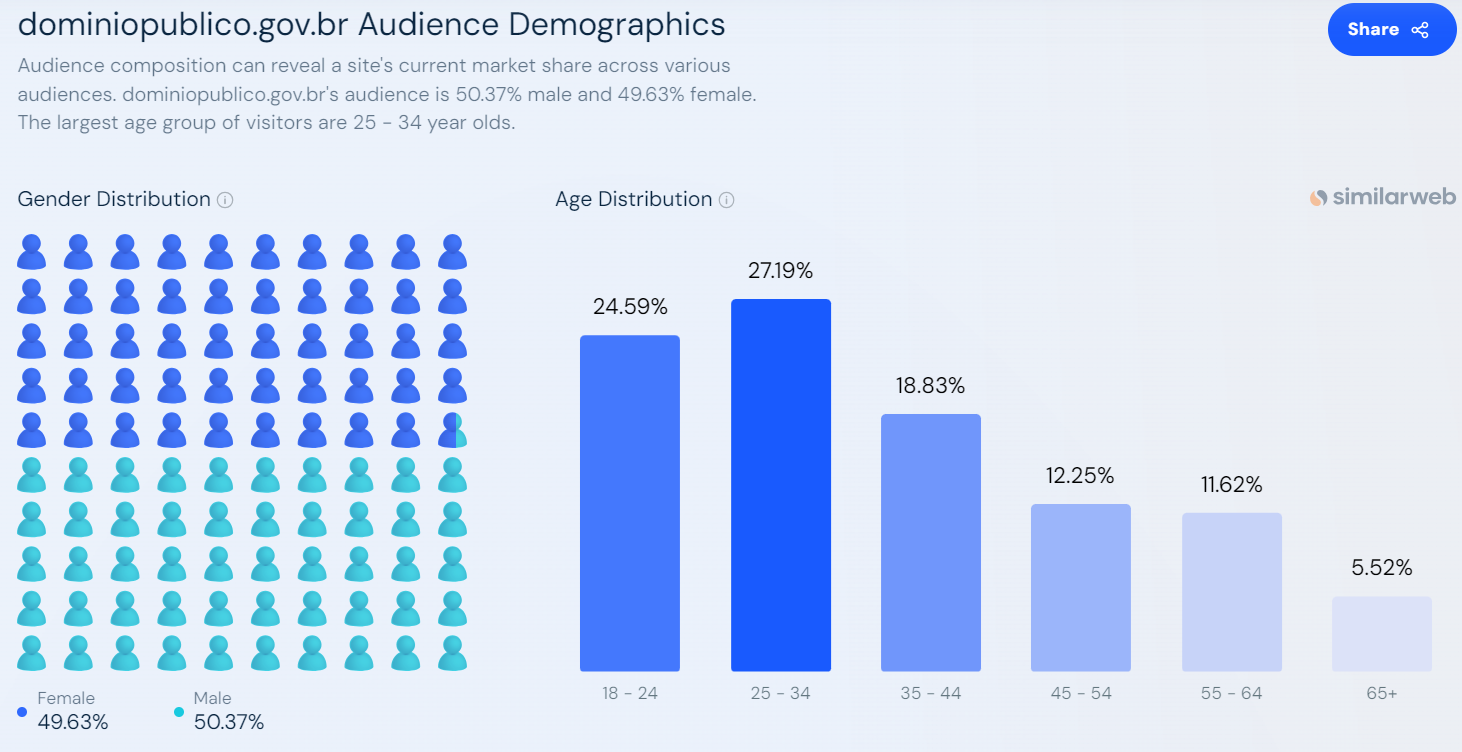 dominiopublico.gov.br Audience Demographics
Share
Audience composition can reveal a site's current market share across various
audiences. dominiopublico.gov.br's audience is 50.37% male and 49.63% female.
The largest age group of visitors are 25 - 34 year olds.
Gender Distribution
Age Distribution
similarweb
24.59%
27.19%
18.83%
12.25%
11.62%
5.52%
18 - 24
25 - 34
35 - 44
45 - 54
55 - 64
65+
Female
49.63%
Male
50.37%